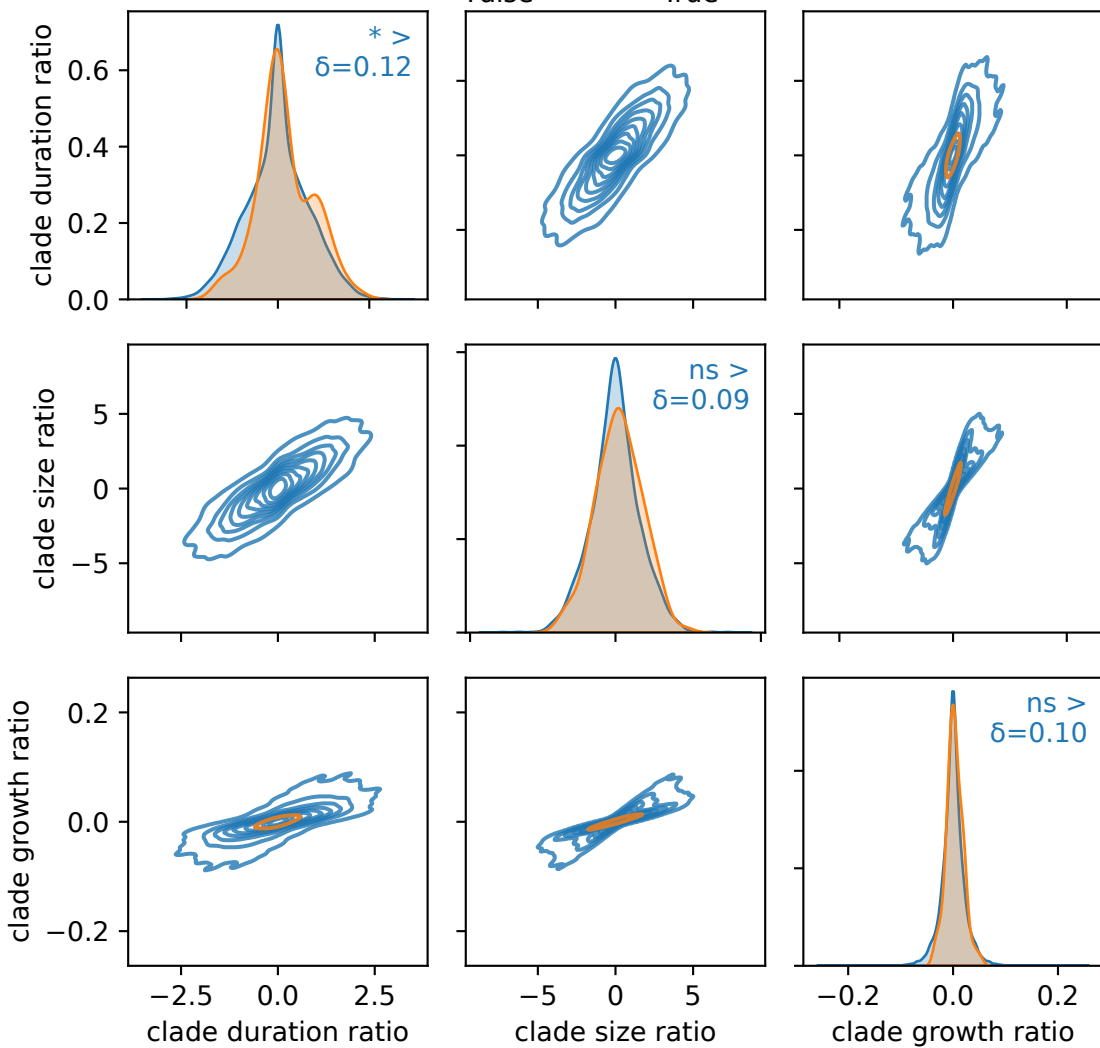 clade duration ratio
0.6
0.4
0.2
0.0
* >
δ=0.12
clade size ratio
5
0
−5
ns >
δ=0.09
clade growth ratio
0.2
0.0
−0.2
ns >
δ=0.10
−2.5 0.0 2.5
−5 0 5
−0.2 0.0 0.2
clade duration ratio
clade size ratio
clade growth ratio